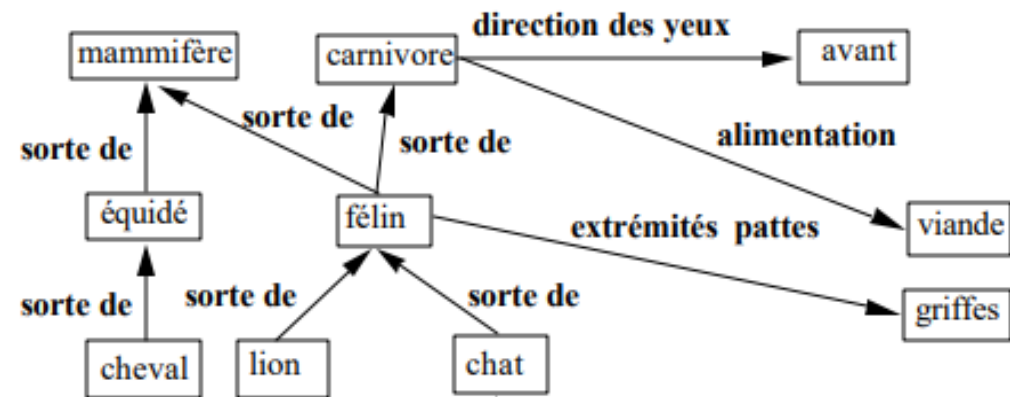 direction des yeux
mammifère
carnivore
avant
sorte de
sorte de
sorte de
alimentation
équidé
félin
extrémités pattes
viande
sorte de
sorte de
sorte de
griffes
cheval
lion
chat